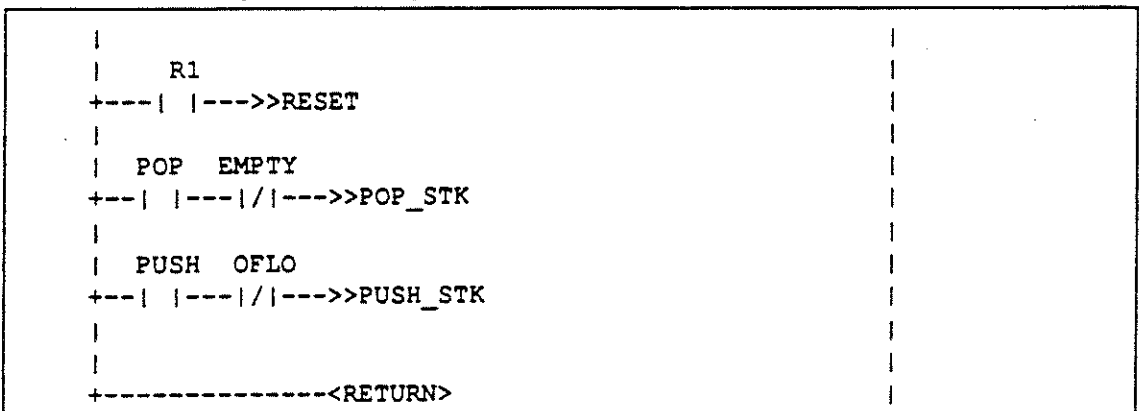 |                                                       |
|    R1                                                 |
+---| |--->>RESET                                        |
|                                                       |
|  POP  EMPTY                                           |
+--| |---|/|--->>POP_STK                                 |
|                                                       |
|  PUSH  OFLO                                           |
+--| |---|/|--->>PUSH_STK                                |
|                                                       |
|                                                       |
+--------------<RETURN>                                 |